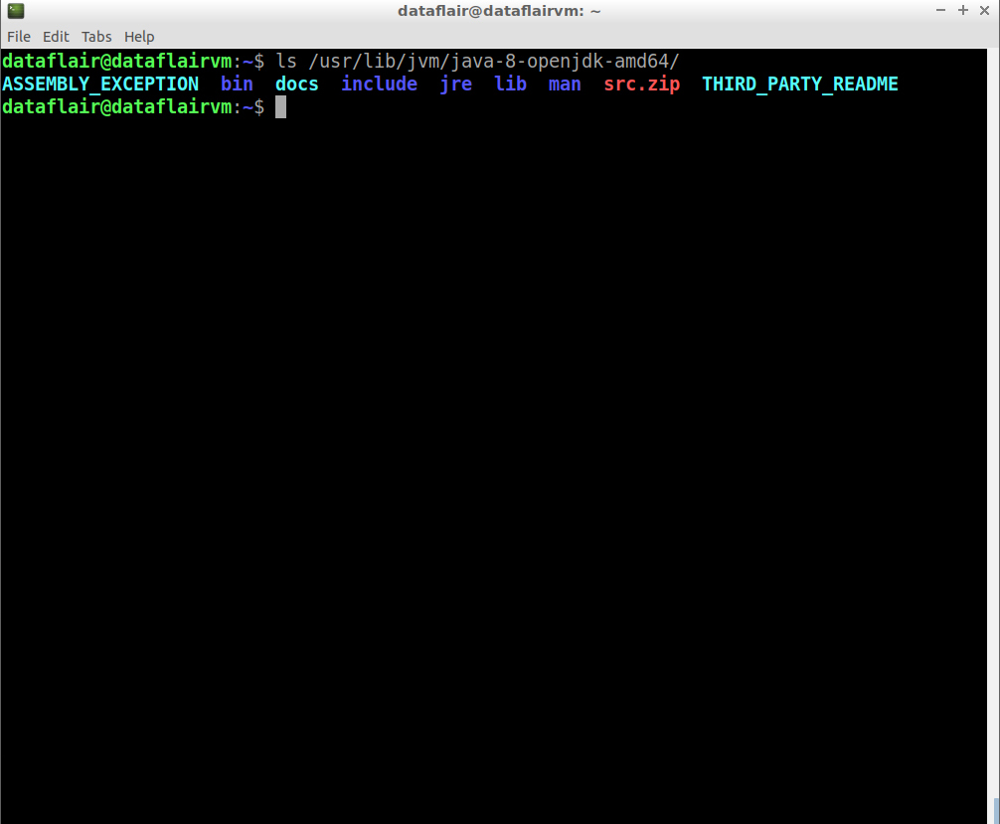 dataflair@dataflairvm: ~
File Edit Tabs Help
dataflair@dataflairvm:~$ ls /usr/lib/jvm/java-8-openjdk-amd64/
ASSEMBLY_EXCEPTION bin docs include jre lib man src.zip THIRD_PARTY_README
dataflair@dataflairvm:~$